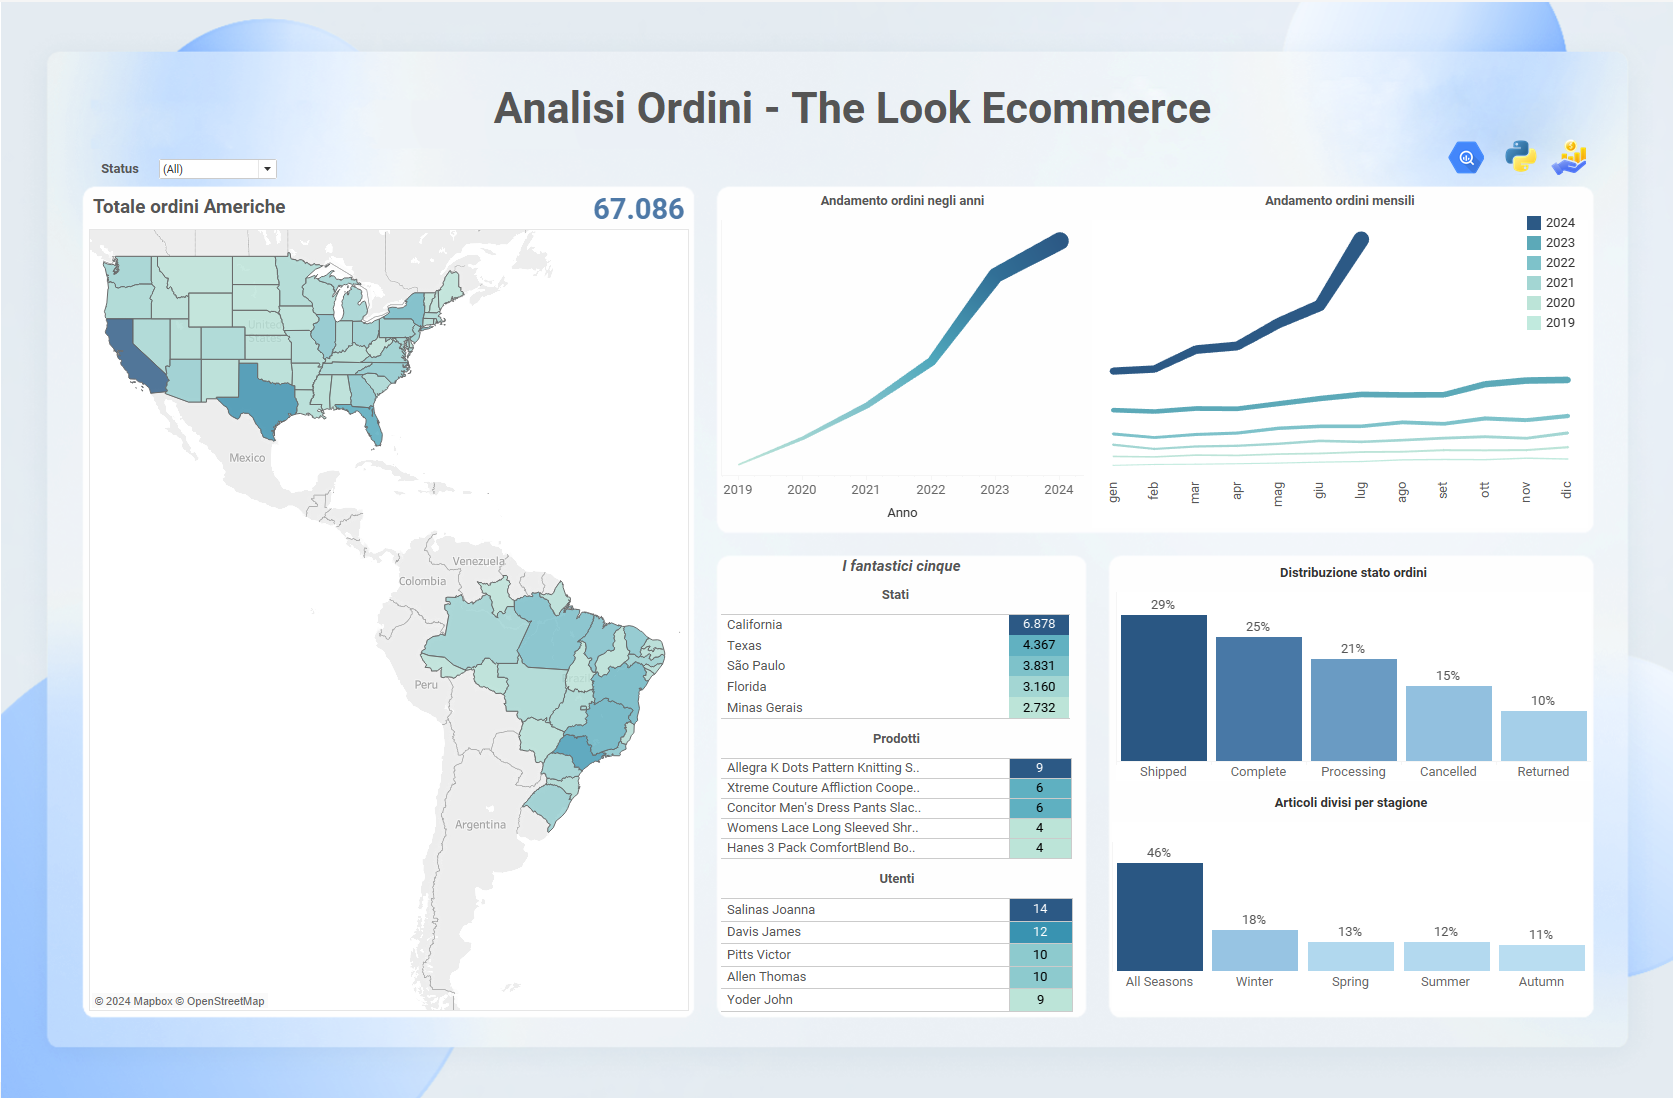 Analisi Ordini - The Look Ecommerce
Status
(All)
Totale ordini Americhe
67.086
United
States
Mexico
Venezuela
Colombia
Brazil
Peru
Argentina
© 2024 Mapbox © OpenStreetMap
Andamento ordini negli anni
2019 2020 2021 2022 2023 2024
Anno
Andamento ordini mensili
2024
2023
2022
2021
2020
2019
gen feb mar apr mag giu lug ago set ott nov dic
I fantastici cinque
Stati
California 6.878
Texas 4.367
São Paulo 3.831
Florida 3.160
Minas Gerais 2.732
Prodotti
Allegra K Dots Pattern Knitting S.. 9
Xtreme Couture Affliction Coope.. 6
Concitor Men's Dress Pants Slac.. 6
Womens Lace Long Sleeved Shr.. 4
Hanes 3 Pack ComfortBlend Bo.. 4
Utenti
Salinas Joanna 14
Davis James 12
Pitts Victor 10
Allen Thomas 10
Yoder John 9
Distribuzione stato ordini
29% 25% 21% 15% 10%
Shipped Complete Processing Cancelled Returned
Articoli divisi per stagione
46% 18% 13% 12% 11%
All Seasons Winter Spring Summer Autumn